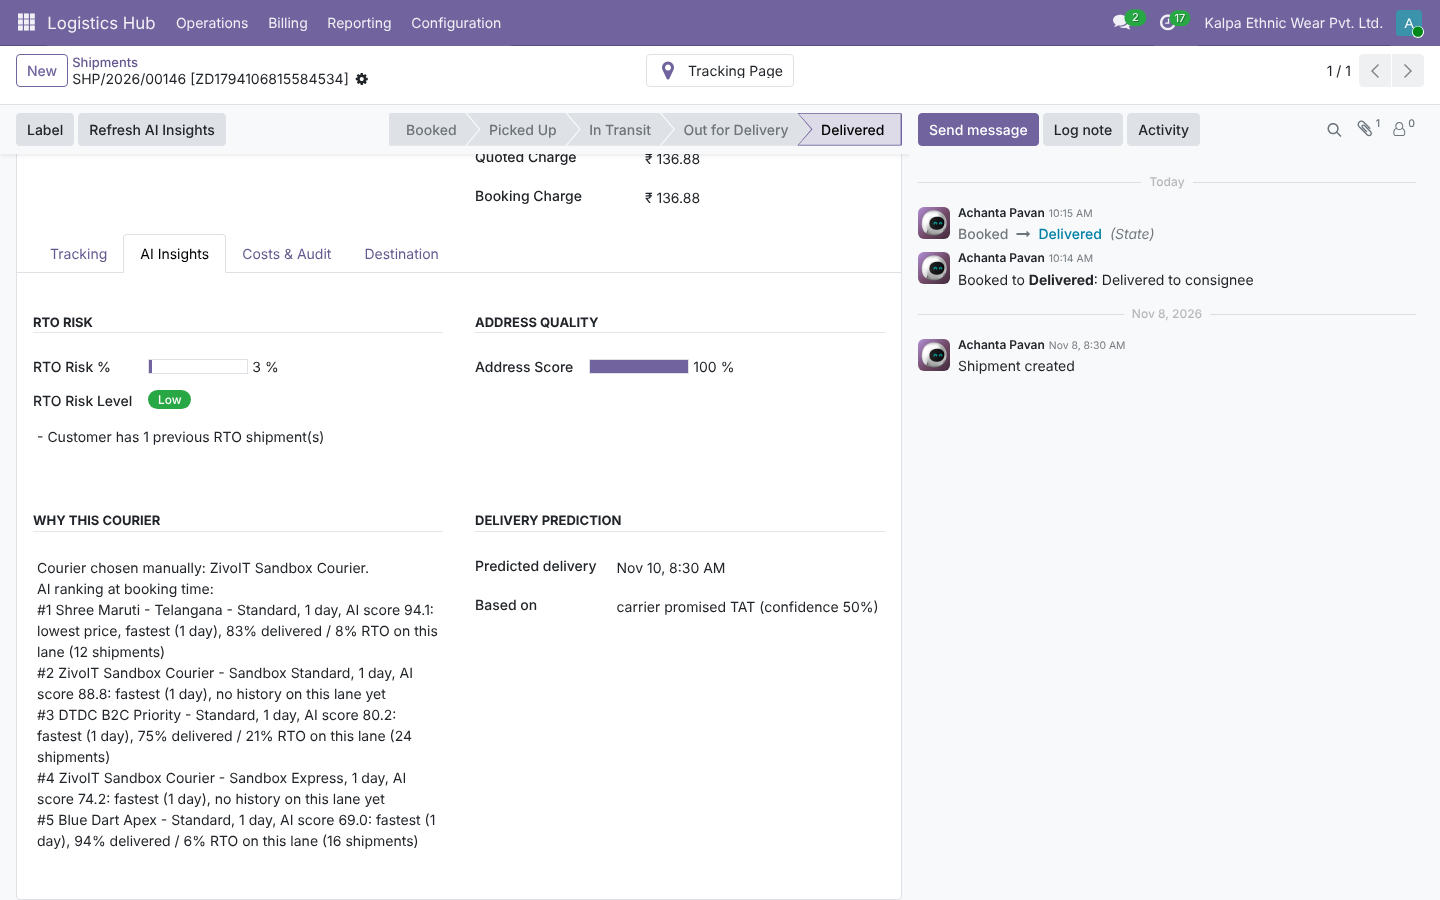 Logistics Hub
Operations
Billing
Reporting
Configuration
2
17
Kalpa Ethnic Wear Pvt. Ltd.
A
New
Shipments
SHP/2026/00146 [ZD1794106815584534]
Tracking Page
1 / 1
Label
Refresh AI Insights
Booked
Picked Up
In Transit
Out for Delivery
Delivered
Send message
Log note
Activity
1
0
Quoted Charge
₹ 136.88
Booking Charge
₹ 136.88
Tracking
AI Insights
Costs & Audit
Destination
RTO RISK
RTO Risk %
3 %
RTO Risk Level
Low
- Customer has 1 previous RTO shipment(s)
ADDRESS QUALITY
Address Score
100 %
WHY THIS COURIER
Courier chosen manually: ZivoIT Sandbox Courier.
AI ranking at booking time:
#1 Shree Maruti - Telangana - Standard, 1 day, AI score 94.1:
lowest price, fastest (1 day), 83% delivered / 8% RTO on this
lane (12 shipments)
#2 ZivoIT Sandbox Courier - Sandbox Standard, 1 day, AI
score 88.8: fastest (1 day), no history on this lane yet
#3 DTDC B2C Priority - Standard, 1 day, AI score 80.2:
fastest (1 day), 75% delivered / 21% RTO on this lane (24
shipments)
#4 ZivoIT Sandbox Courier - Sandbox Express, 1 day, AI
score 74.2: fastest (1 day), no history on this lane yet
#5 Blue Dart Apex - Standard, 1 day, AI score 69.0: fastest (1
day), 94% delivered / 6% RTO on this lane (16 shipments)
DELIVERY PREDICTION
Predicted delivery
Nov 10, 8:30 AM
Based on
carrier promised TAT (confidence 50%)
Today
Achanta Pavan 10:15 AM
Booked → Delivered (State)
Achanta Pavan 10:14 AM
Booked to Delivered: Delivered to consignee
Nov 8, 2026
Achanta Pavan Nov 8, 8:30 AM
Shipment created